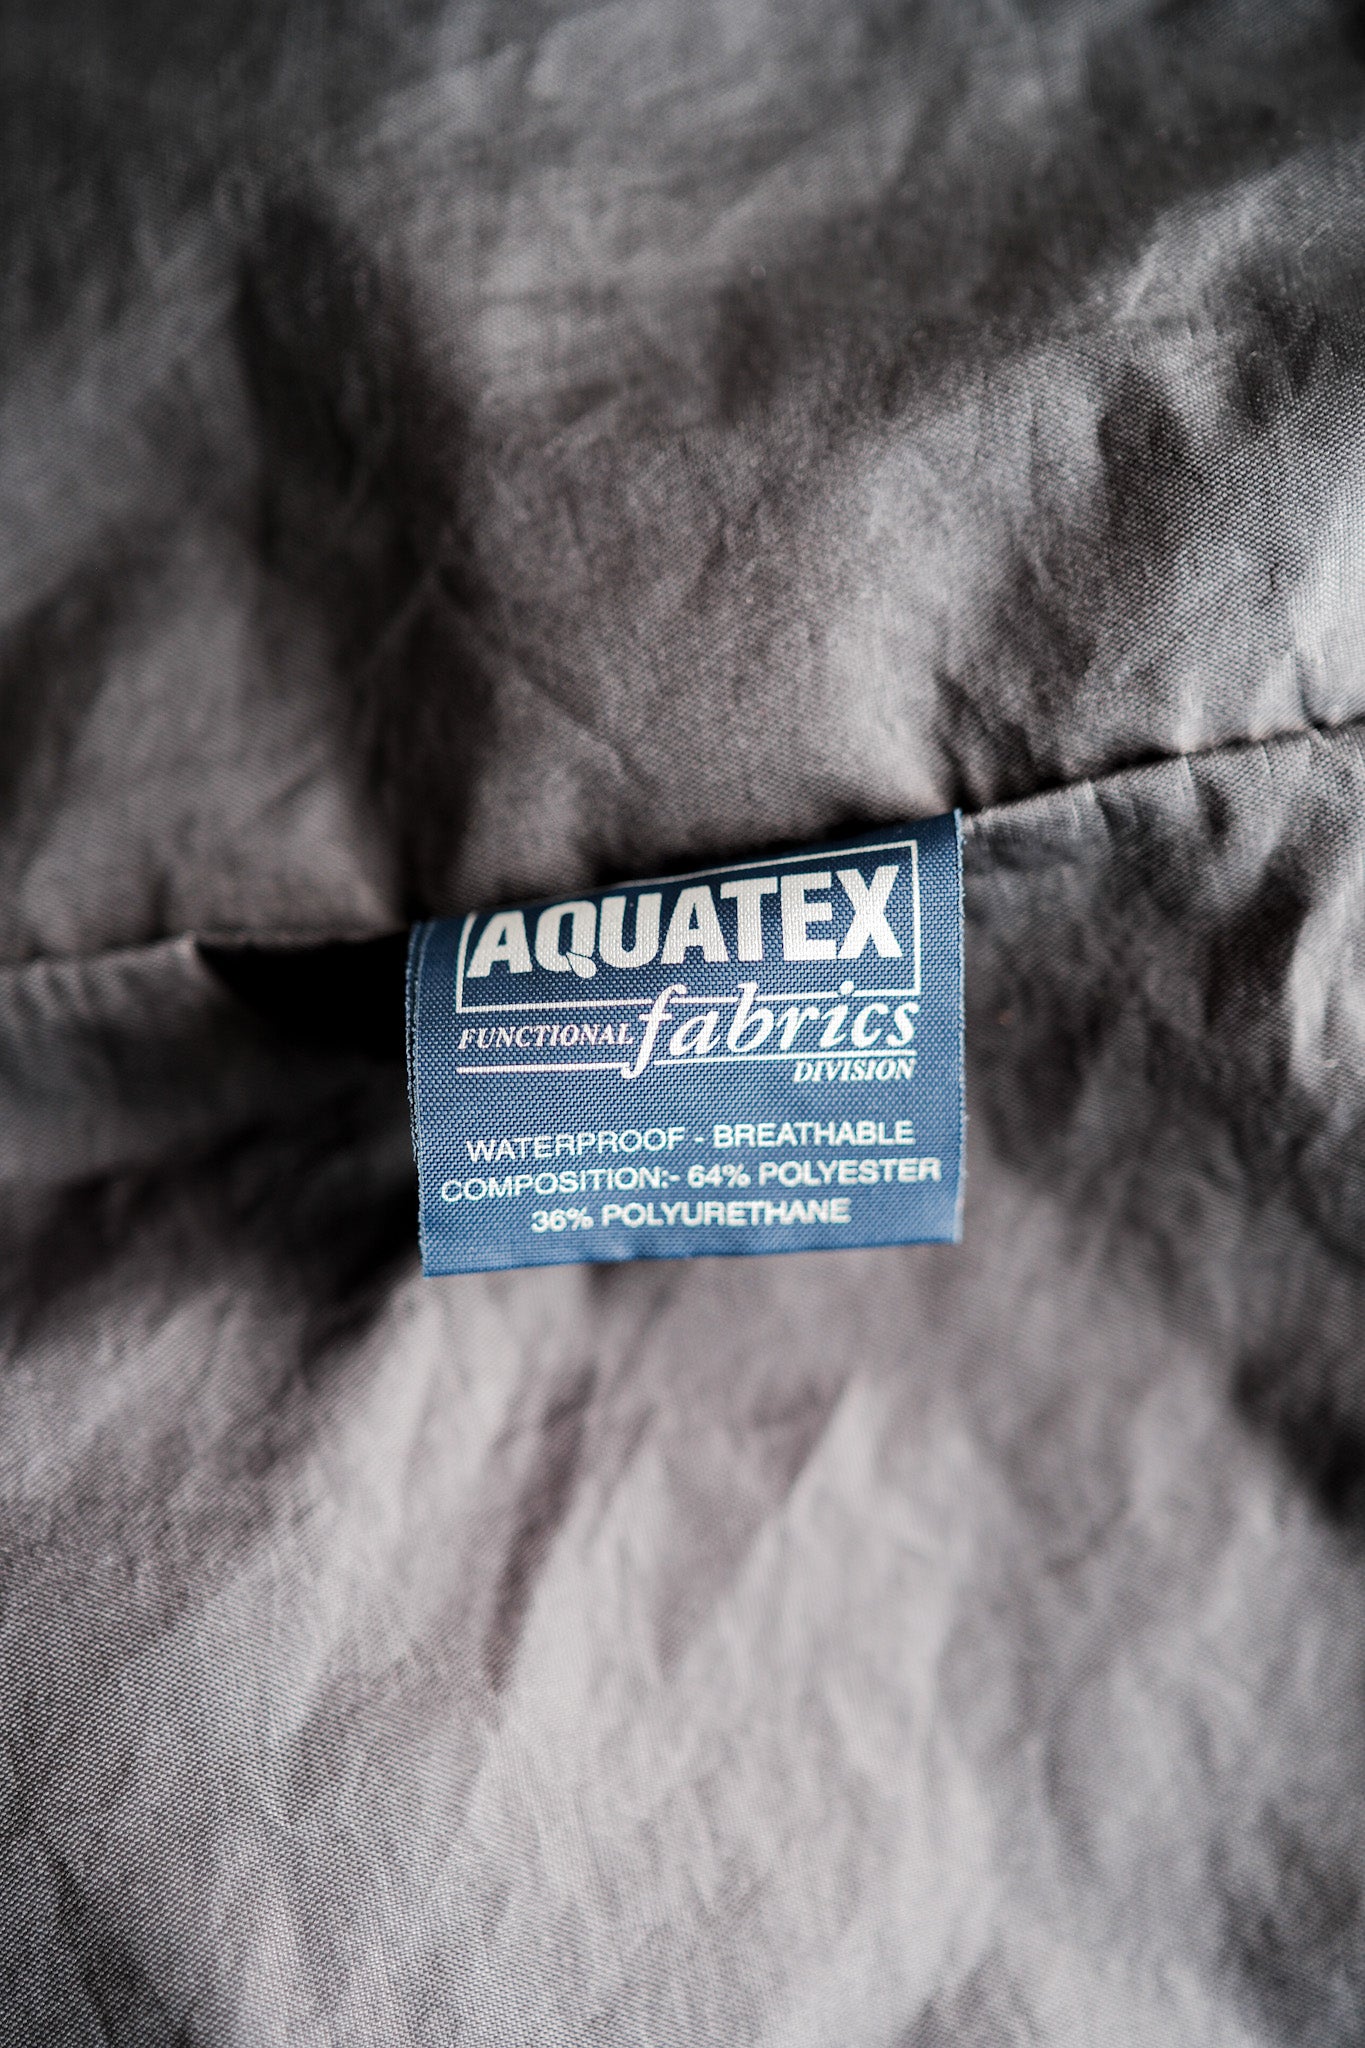 AQUATEX
FUNCTIONAL fabrics
DIVISION
WATERPROOF - BREATHABLE
COMPOSITION:- 64% POLYESTER
36% POLYURETHANE